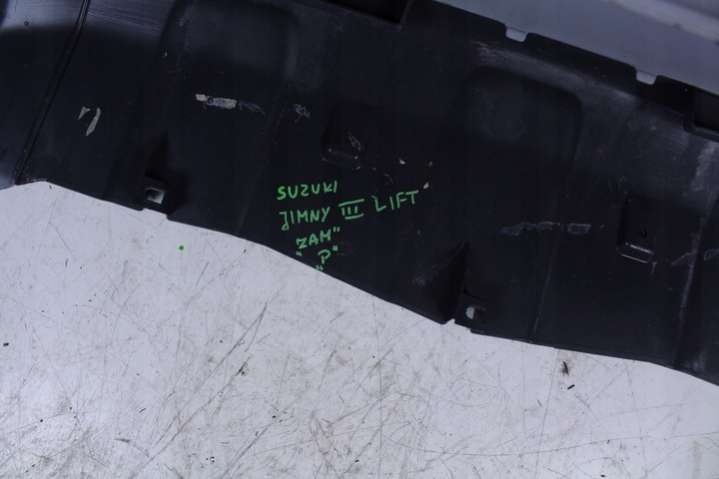 SUZUKI
JIMNY III LIFT
ZAM"
"P"